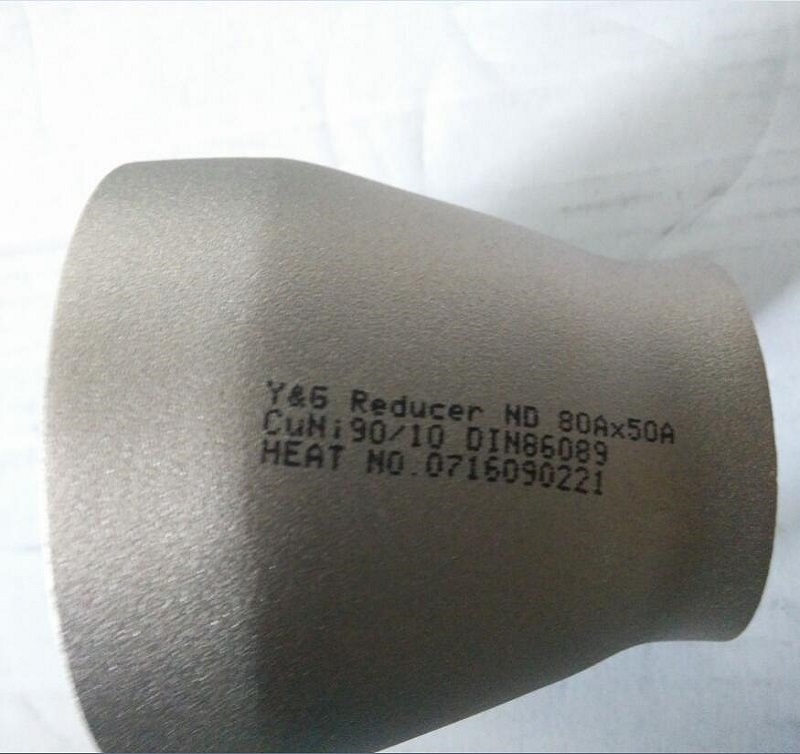 Y&G Reducer ND 80Ax50A
CuNi90/10 DIN86089
HEAT NO.0716090221